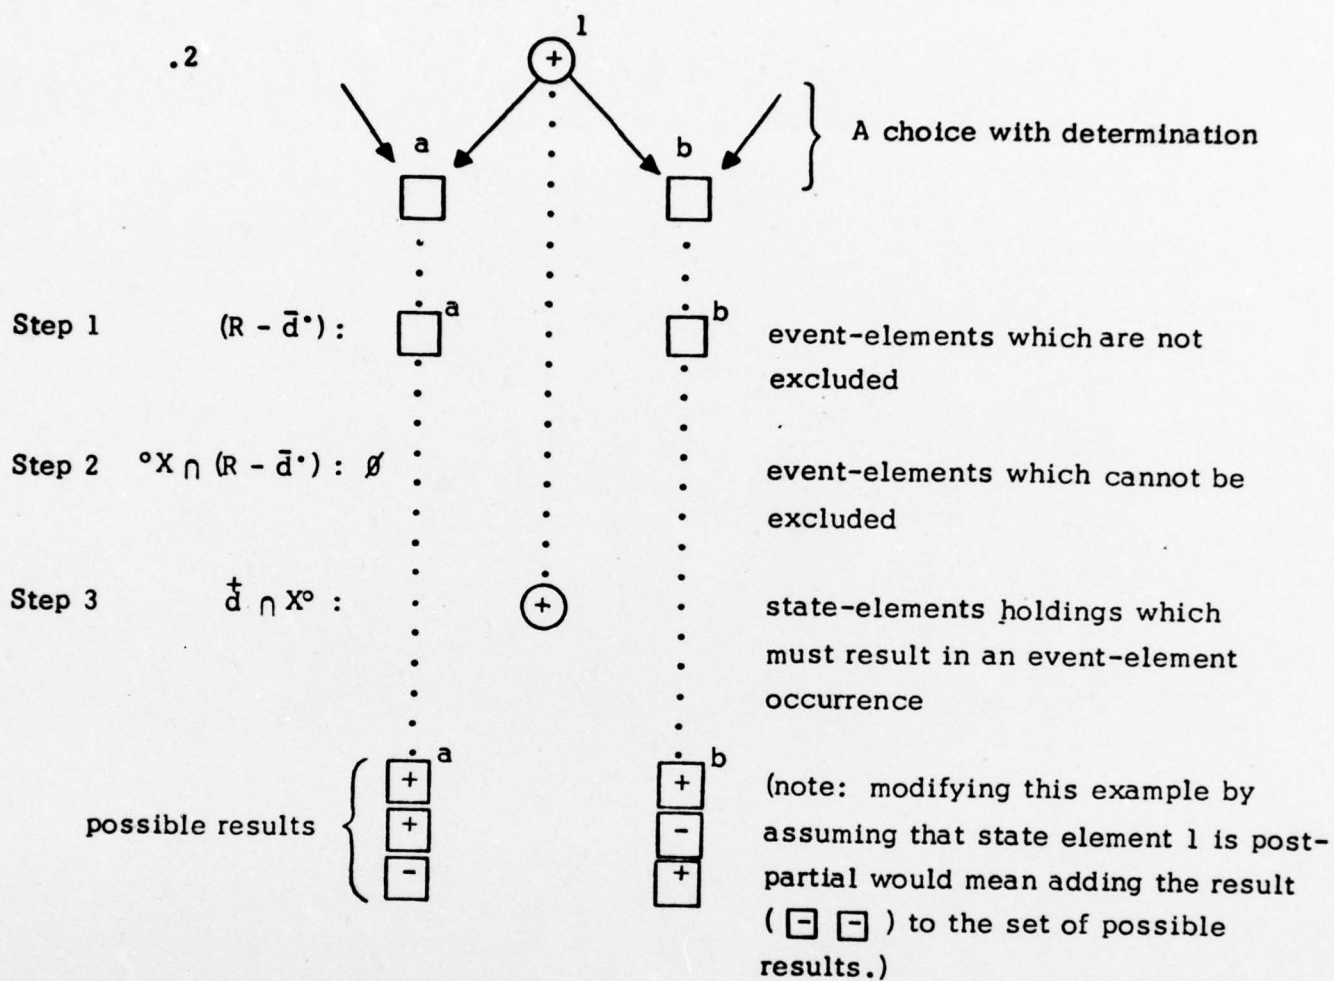 1
.2
+
A choice with determination
a
b
Step 1 (R - d̄·) : a b event-elements which are not
excluded
Step 2 °X ∩ (R - d̄·) : ∅ event-elements which cannot be
excluded
Step 3 d⁺ ∩ X° : + state-elements holdings which
must result in an event-element
occurrence
a b
+ + (note: modifying this example by
possible results + - assuming that state element 1 is post-
- + partial would mean adding the result
( - - ) to the set of possible
results.)